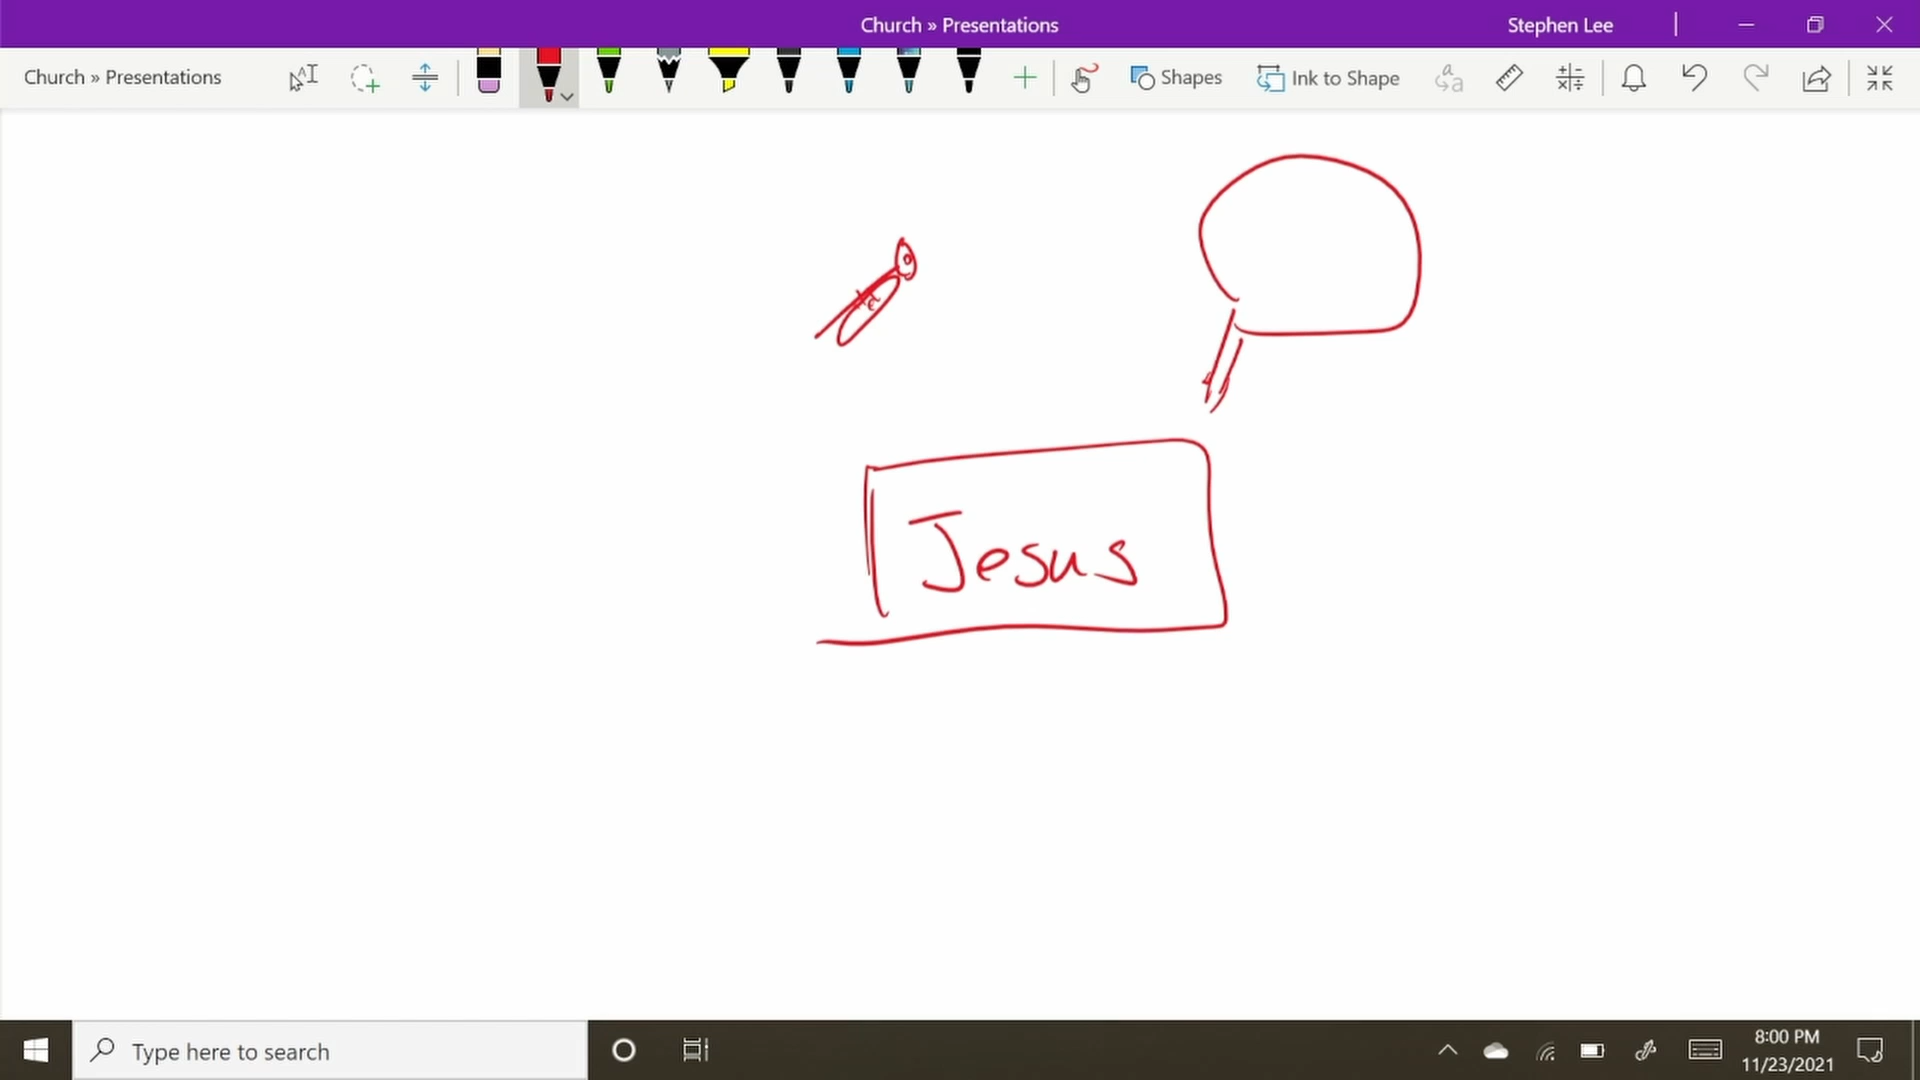 Church » Presentations
Stephen Lee
Church » Presentations
Shapes
Ink to Shape
Jesus
Type here to search
8:00 PM
11/23/2021